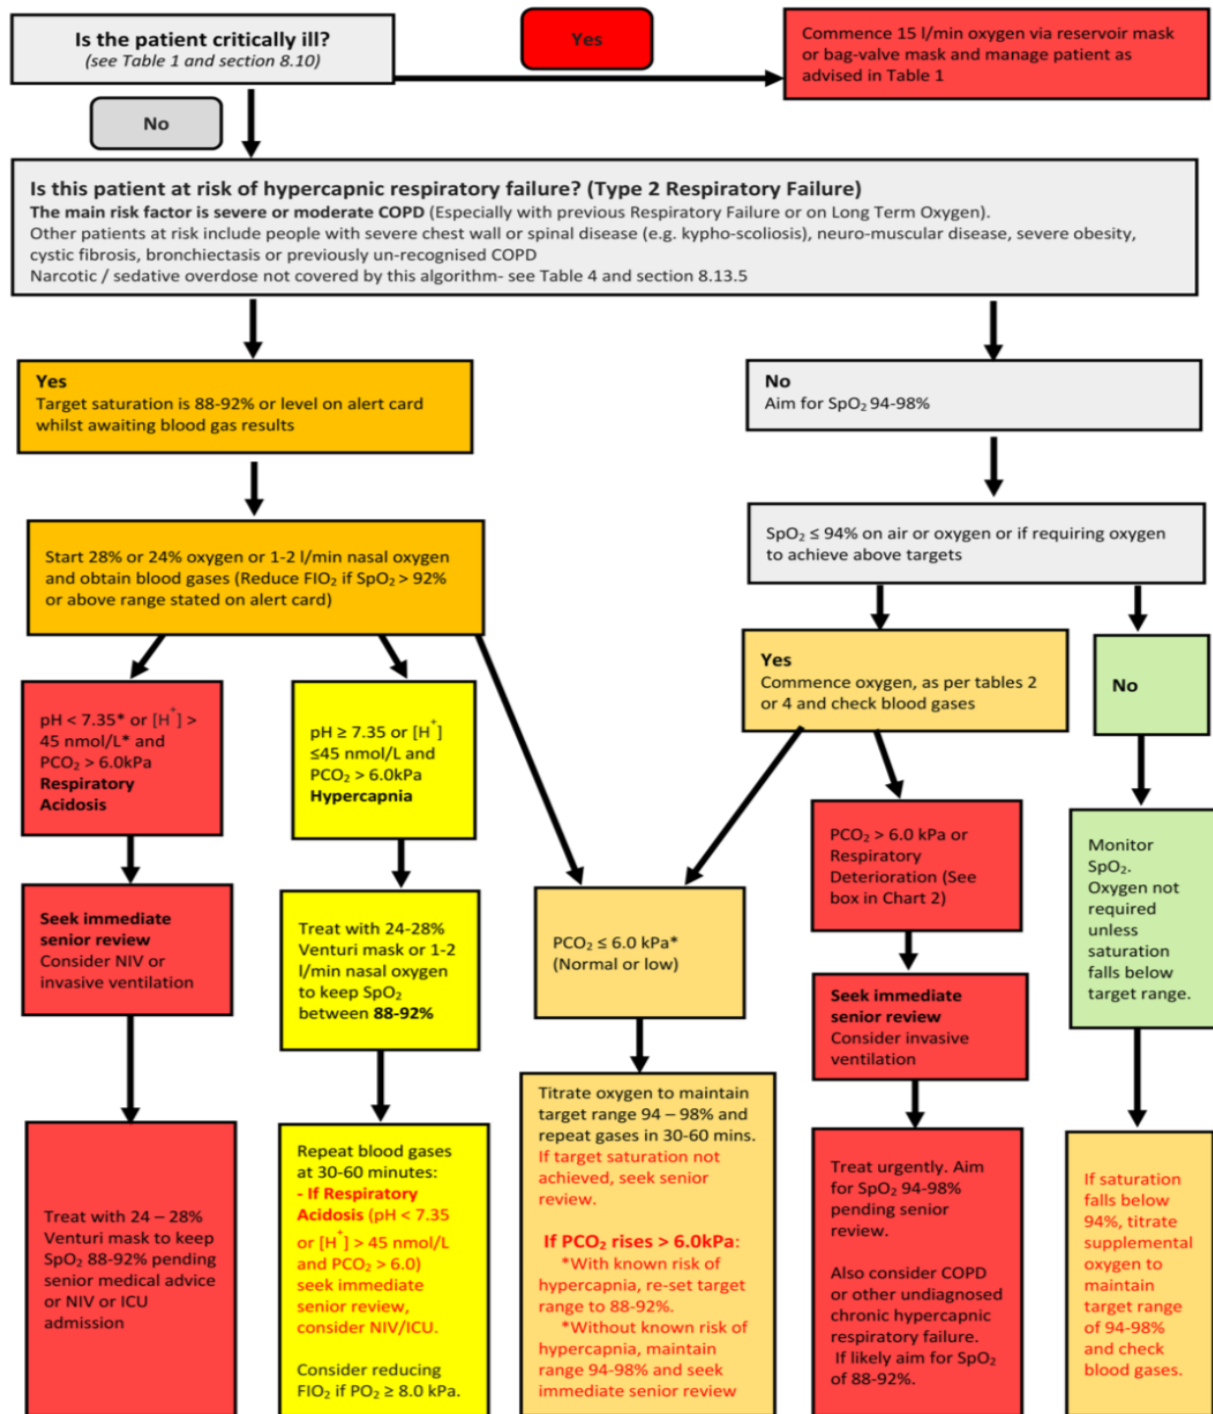 Is the patient critically ill?
(see Table 1 and section 8.10)
Yes
Commence 15 l/min oxygen via reservoir mask
or bag-valve mask and manage patient as
advised in Table 1
No
Is this patient at risk of hypercapnic respiratory failure? (Type 2 Respiratory Failure)
The main risk factor is severe or moderate COPD (Especially with previous Respiratory Failure or on Long Term Oxygen).
Other patients at risk include people with severe chest wall or spinal disease (e.g. kypho-scoliosis), neuro-muscular disease, severe obesity,
cystic fibrosis, bronchiectasis or previously un-recognised COPD
Narcotic / sedative overdose not covered by this algorithm- see Table 4 and section 8.13.5
Yes
Target saturation is 88-92% or level on alert card
whilst awaiting blood gas results
No
Aim for SpO₂ 94-98%
Start 28% or 24% oxygen or 1-2 l/min nasal oxygen
and obtain blood gases (Reduce FIO₂ if SpO₂ > 92%
or above range stated on alert card)
SpO₂ ≤ 94% on air or oxygen or if requiring oxygen
to achieve above targets
Yes
Commence oxygen, as per tables 2
or 4 and check blood gases
No
pH < 7.35* or [H⁺] >
45 nmol/L* and
PCO₂ > 6.0kPa
Respiratory
Acidosis
pH ≥ 7.35 or [H⁺]
≤45 nmol/L and
PCO₂ > 6.0kPa
Hypercapnia
PCO₂ ≤ 6.0 kPa*
(Normal or low)
PCO₂ > 6.0 kPa or
Respiratory
Deterioration (See
box in Chart 2)
Monitor
SpO₂.
Oxygen not
required
unless
saturation
falls below
target range.
Seek immediate
senior review
Consider NIV or
invasive ventilation
Treat with 24-28%
Venturi mask or 1-2
l/min nasal oxygen
to keep SpO₂
between 88-92%
Seek immediate
senior review
Consider invasive
ventilation
Treat with 24 – 28%
Venturi mask to keep
SpO₂ 88-92% pending
senior medical advice
or NIV or ICU
admission
Repeat blood gases
at 30-60 minutes:
- If Respiratory
Acidosis (pH < 7.35
or [H⁺] > 45 nmol/L
and PCO₂ > 6.0)
seek immediate
senior review,
consider NIV/ICU.
Consider reducing
FIO₂ if PO₂ ≥ 8.0 kPa.
Titrate oxygen to maintain
target range 94 – 98% and
repeat gases in 30-60 mins.
If target saturation not
achieved, seek senior
review.
If PCO₂ rises > 6.0kPa:
*With known risk of
hypercapnia, re-set target
range to 88-92%.
*Without known risk of
hypercapnia, maintain
range 94-98% and seek
immediate senior review
Treat urgently. Aim
for SpO₂ 94-98%
pending senior
review.
Also consider COPD
or other undiagnosed
chronic hypercapnic
respiratory failure.
If likely aim for SpO₂
of 88-92%.
If saturation
falls below
94%, titrate
supplemental
oxygen to
maintain
target range
of 94-98%
and check
blood gases.